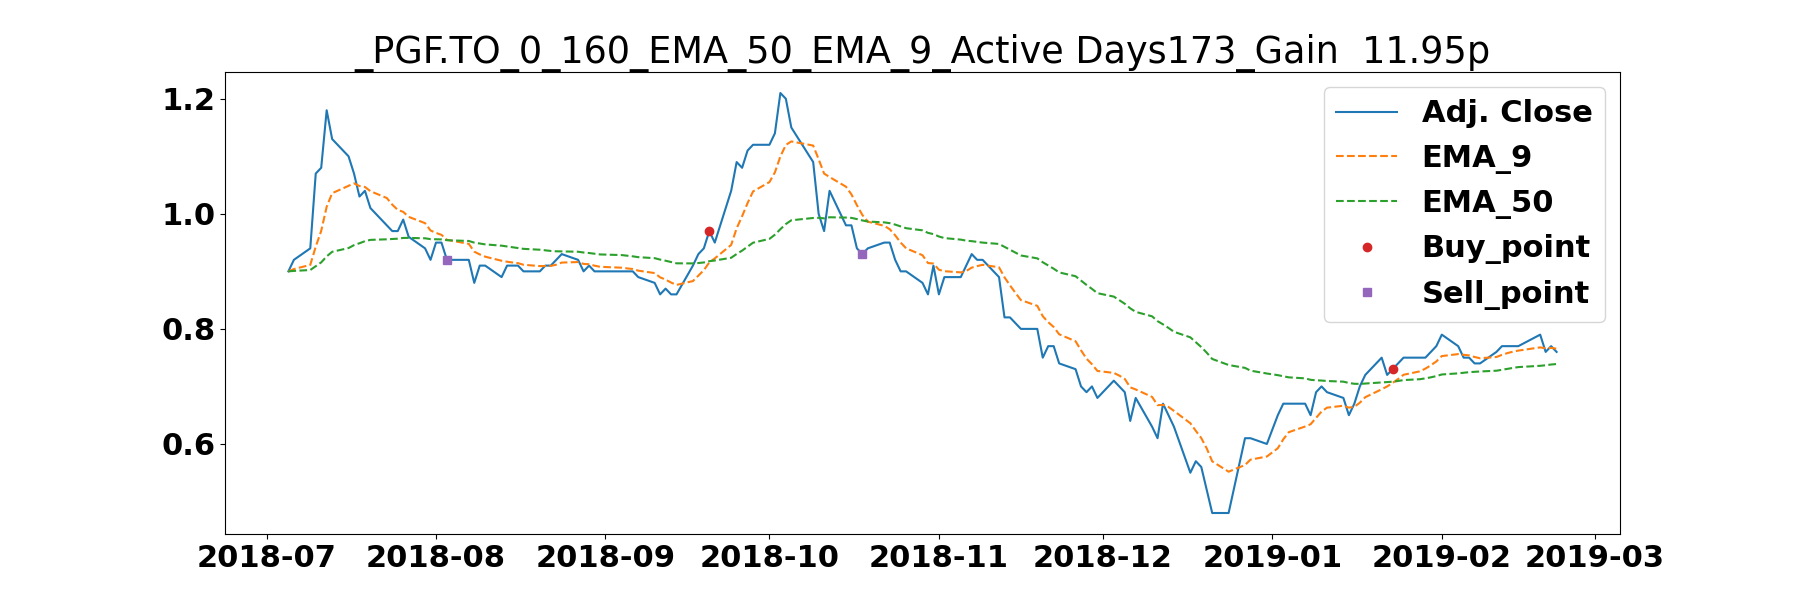 _PGF.TO_0_160_EMA_50_EMA_9_Active Days173_Gain  11.95p
1.2
1.0
0.8
0.6
Adj. Close
EMA_9
EMA_50
Buy_point
Sell_point
2018-07 2018-08 2018-09 2018-10 2018-11 2018-12 2019-01 2019-02 2019-03